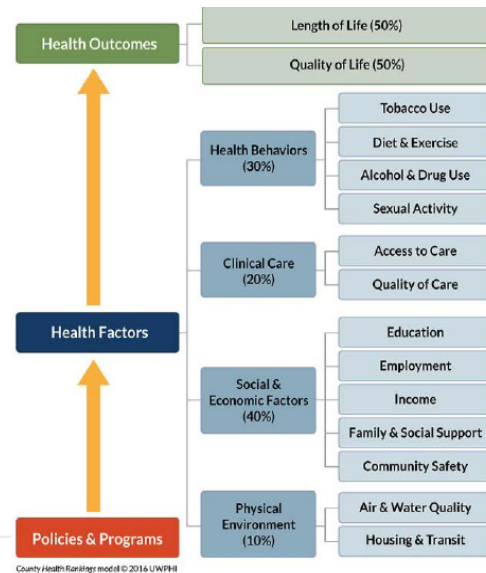 Health Outcomes
Length of Life (50%)
Quality of Life (50%)
Health Factors
Health Behaviors
(30%)
Tobacco Use
Diet & Exercise
Alcohol & Drug Use
Sexual Activity
Clinical Care
(20%)
Access to Care
Quality of Care
Social &
Economic Factors
(40%)
Education
Employment
Income
Family & Social Support
Community Safety
Physical
Environment
(10%)
Air & Water Quality
Housing & Transit
Policies & Programs
County Health Rankings model © 2016 UWPHI